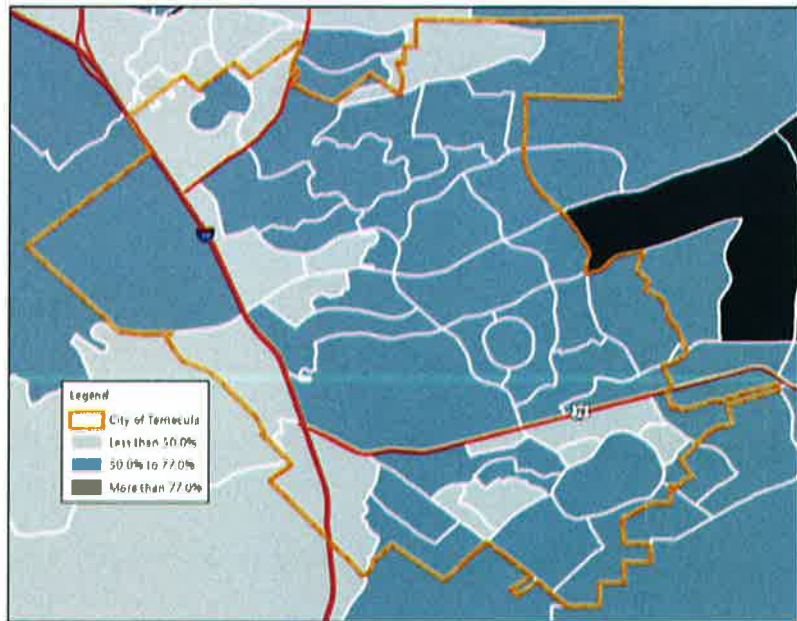 Legend
City of Temecula
Less than 50.0%
50.0% to 77.0%
More than 77.0%